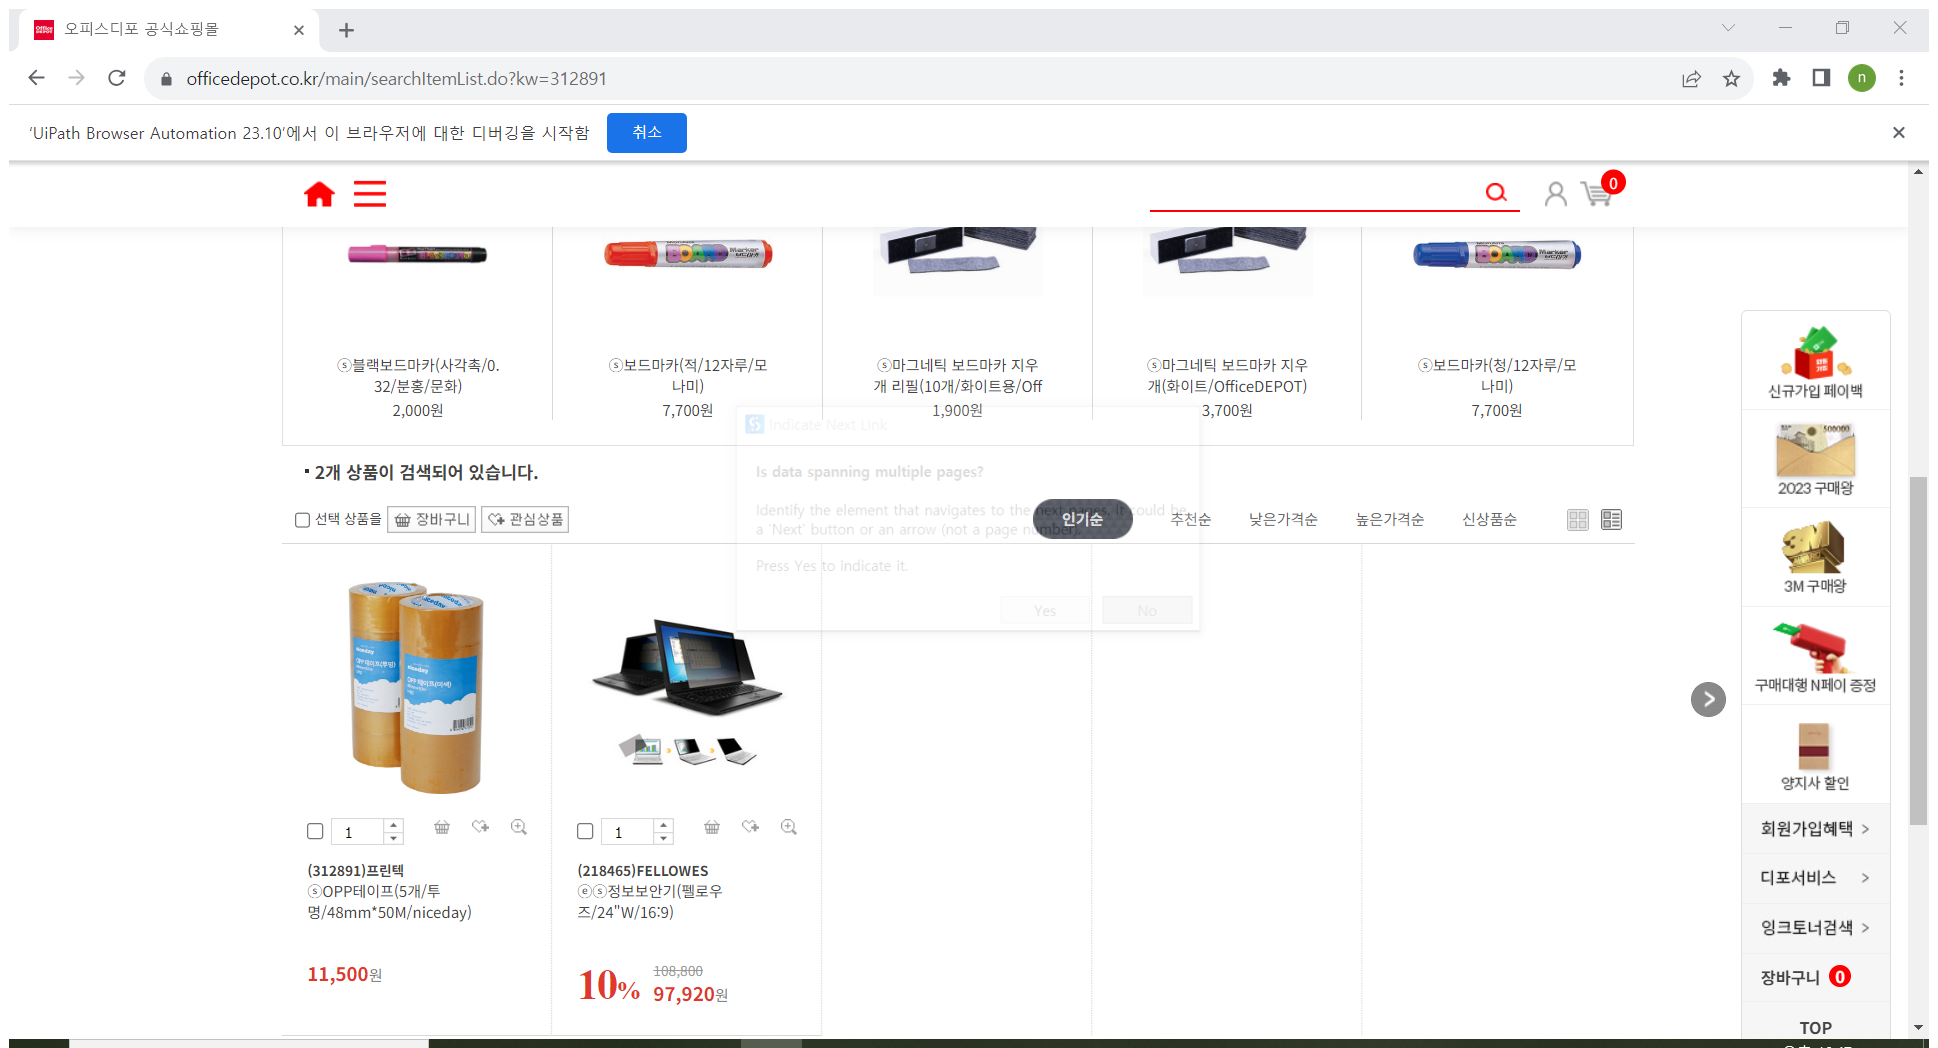 오피스디포 공식쇼핑몰
officedepot.co.kr/main/searchItemList.do?kw=312891
n
'UiPath Browser Automation 23.10'에서 이 브라우저에 대한 디버깅을 시작함
취소
0
ⓢ블랙보드마카(사각촉/0.
32/분홍/문화)
2,000원
ⓢ보드마카(적/12자루/모
나미)
7,700원
ⓢ마그네틱 보드마카 지우
개 리필(10개/화이트용/Off
1,900원
ⓢ마그네틱 보드마카 지우
개(화이트/OfficeDEPOT)
3,700원
ⓢ보드마카(청/12자루/모
나미)
7,700원
Indicate Next Link
Is data spanning multiple pages?
Identify the element that navigates to the next pages. It could be
a 'Next' button or an arrow (not a page number).
Press Yes to indicate it.
Yes
No
2개 상품이 검색되어 있습니다.
선택 상품을
장바구니
관심상품
인기순
추천순
낮은가격순
높은가격순
신상품순
niceday
OPP 테이프(투명)
niceday
OPP 테이프(미색)
1
(312891)프린텍
ⓢOPP테이프(5개/투
명/48mm*50M/niceday)
11,500원
1
(218465)FELLOWES
ⓔⓢ정보보안기(펠로우
즈/24"W/16:9)
10%
108,800
97,920원
신규가입 페이백
500000
2023 구매왕
3M
3M 구매왕
구매대행 N페이 증정
양지사 할인
회원가입혜택 >
디포서비스 >
잉크토너검색 >
장바구니 0
TOP